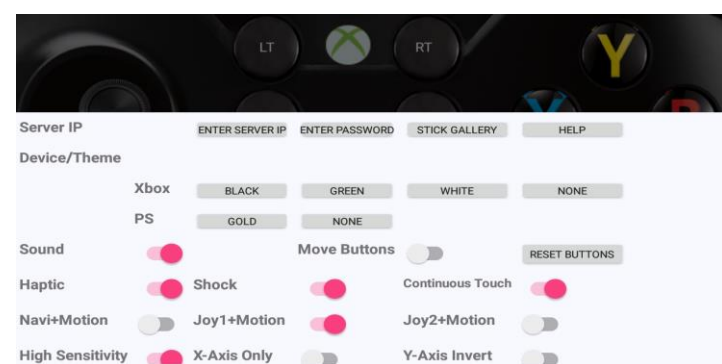 LT RT Y
X B
Server IP ENTER SERVER IP ENTER PASSWORD STICK GALLERY HELP
Device/Theme
Xbox BLACK GREEN WHITE NONE
PS GOLD NONE
Sound Move Buttons RESET BUTTONS
Haptic Shock Continuous Touch
Navi+Motion Joy1+Motion Joy2+Motion
High Sensitivity X-Axis Only Y-Axis Invert